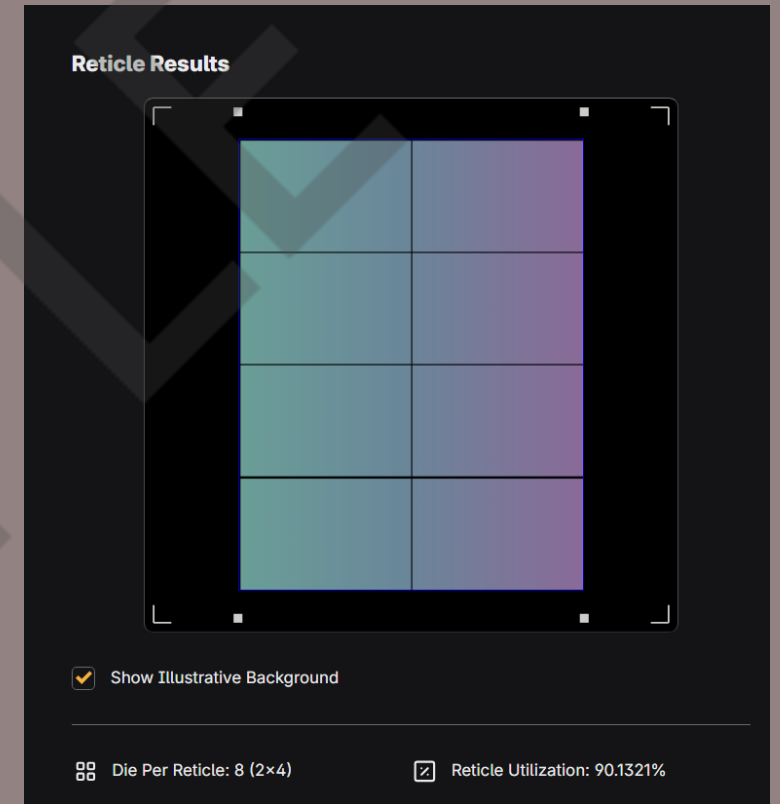 Reticle Results
Show Illustrative Background
Die Per Reticle: 8 (2×4)
Reticle Utilization: 90.1321%